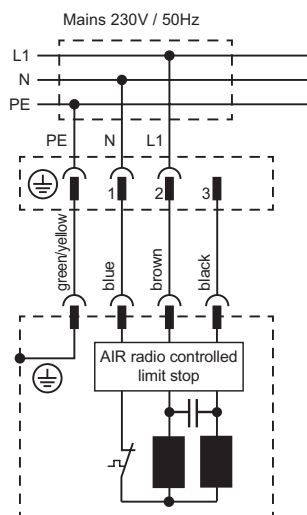 Mains 230V / 50Hz
L1
N
PE
PE N L1
1 2 3
green/yellow blue brown black
AIR radio controlled
limit stop